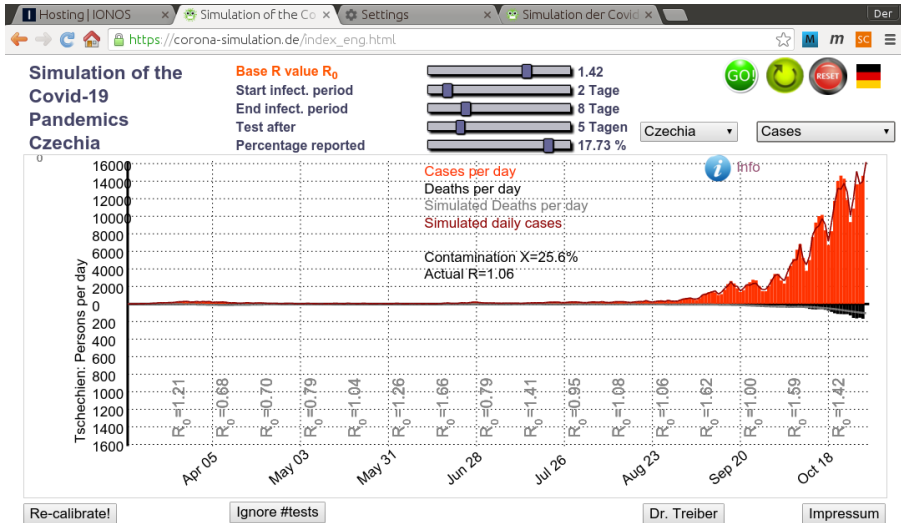 Hosting | IONOS
Simulation of the Co
Settings
Simulation der Covid
Der
https://corona-simulation.de/index_eng.html
Simulation of the
Covid-19
Pandemics
Czechia
Base R value R0 1.42
Start infect. period 2 Tage
End infect. period 8 Tage
Test after 5 Tagen
Percentage reported 17.73 %
GO!
RESET
Czechia
Cases
0
16000
14000
12000
10000
8000
6000
4000
2000
0
200
400
600
800
1000
1200
1400
1600
Tschechien: Persons per day
Cases per day
Deaths per day
Simulated Deaths per day
Simulated daily cases
Contamination X=25.6%
Actual R=1.06
i Info
R0=1.21
R0=0.68
R0=0.70
R0=0.79
R0=1.04
R0=1.26
R0=1.66
R0=0.79
R0=1.41
R0=0.95
R0=1.08
R0=1.06
R0=1.62
R0=1.00
R0=1.59
R0=1.42
Apr 05
May 03
May 31
Jun 28
Jul 26
Aug 23
Sep 20
Oct 18
Re-calibrate!
Ignore #tests
Dr. Treiber
Impressum